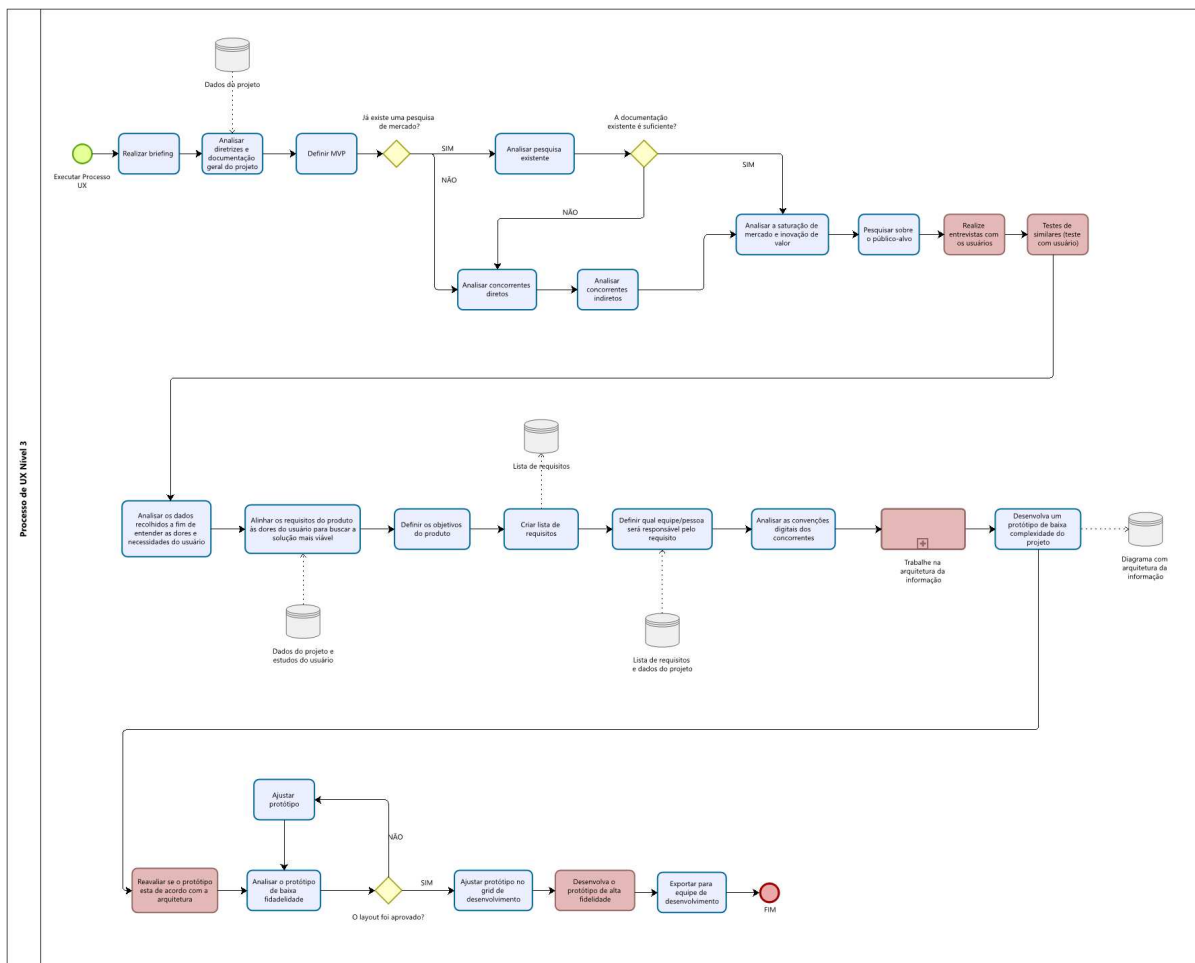 Processo de UX Nivel 3
Dados do projeto
Já existe uma pesquisa
de mercado?
A documentação
existente é suficiente?
Executar Processo
UX
Realizar briefing
Analisar
diretrizes e
documentação
geral do projeto
Definir MVP
SIM
NÃO
Analisar pesquisa
existente
SIM
NÃO
Analisar concorrentes
diretos
Analisar
concorrentes
indiretos
Analisar a saturação de
mercado e inovação de
valor
Pesquisar sobre
o público-alvo
Realize
entrevistas com
os usuários
Testes de
similares (teste
com usuário)
Lista de requisitos
Analisar os dados
recolhidos a fim de
entender as dores e
necessidades do usuário
Alinhar os requisitos do produto
ás dores do usuário para buscar a
solução mais viável
Definir os objetivos
do produto
Criar lista de
requisitos
Definir qual equipe/pessoa
será responsável pelo
requisito
Analisar as convenções
digitais dos
concorrentes
Trabalhe na
arquitetura da
informação
Desenvolva um
protótipo de baixa
complexidade do
projeto
Diagrama com
arquitetura da
informação
Dados do projeto e
estudos do usuário
Lista de requisitos
e dados do projeto
Ajustar
protótipo
NÃO
Reavaliar se o protótipo
esta de acordo com a
arquitetura
Analisar o protótipo
de baixa
fidadelidade
O layout foi aprovado?
SIM
Ajustar protótipo no
grid de
desenvolvimento
Desenvolva o
protótipo de alta
fidelidade
Exportar para
equipe de
desenvolvimento
FIM